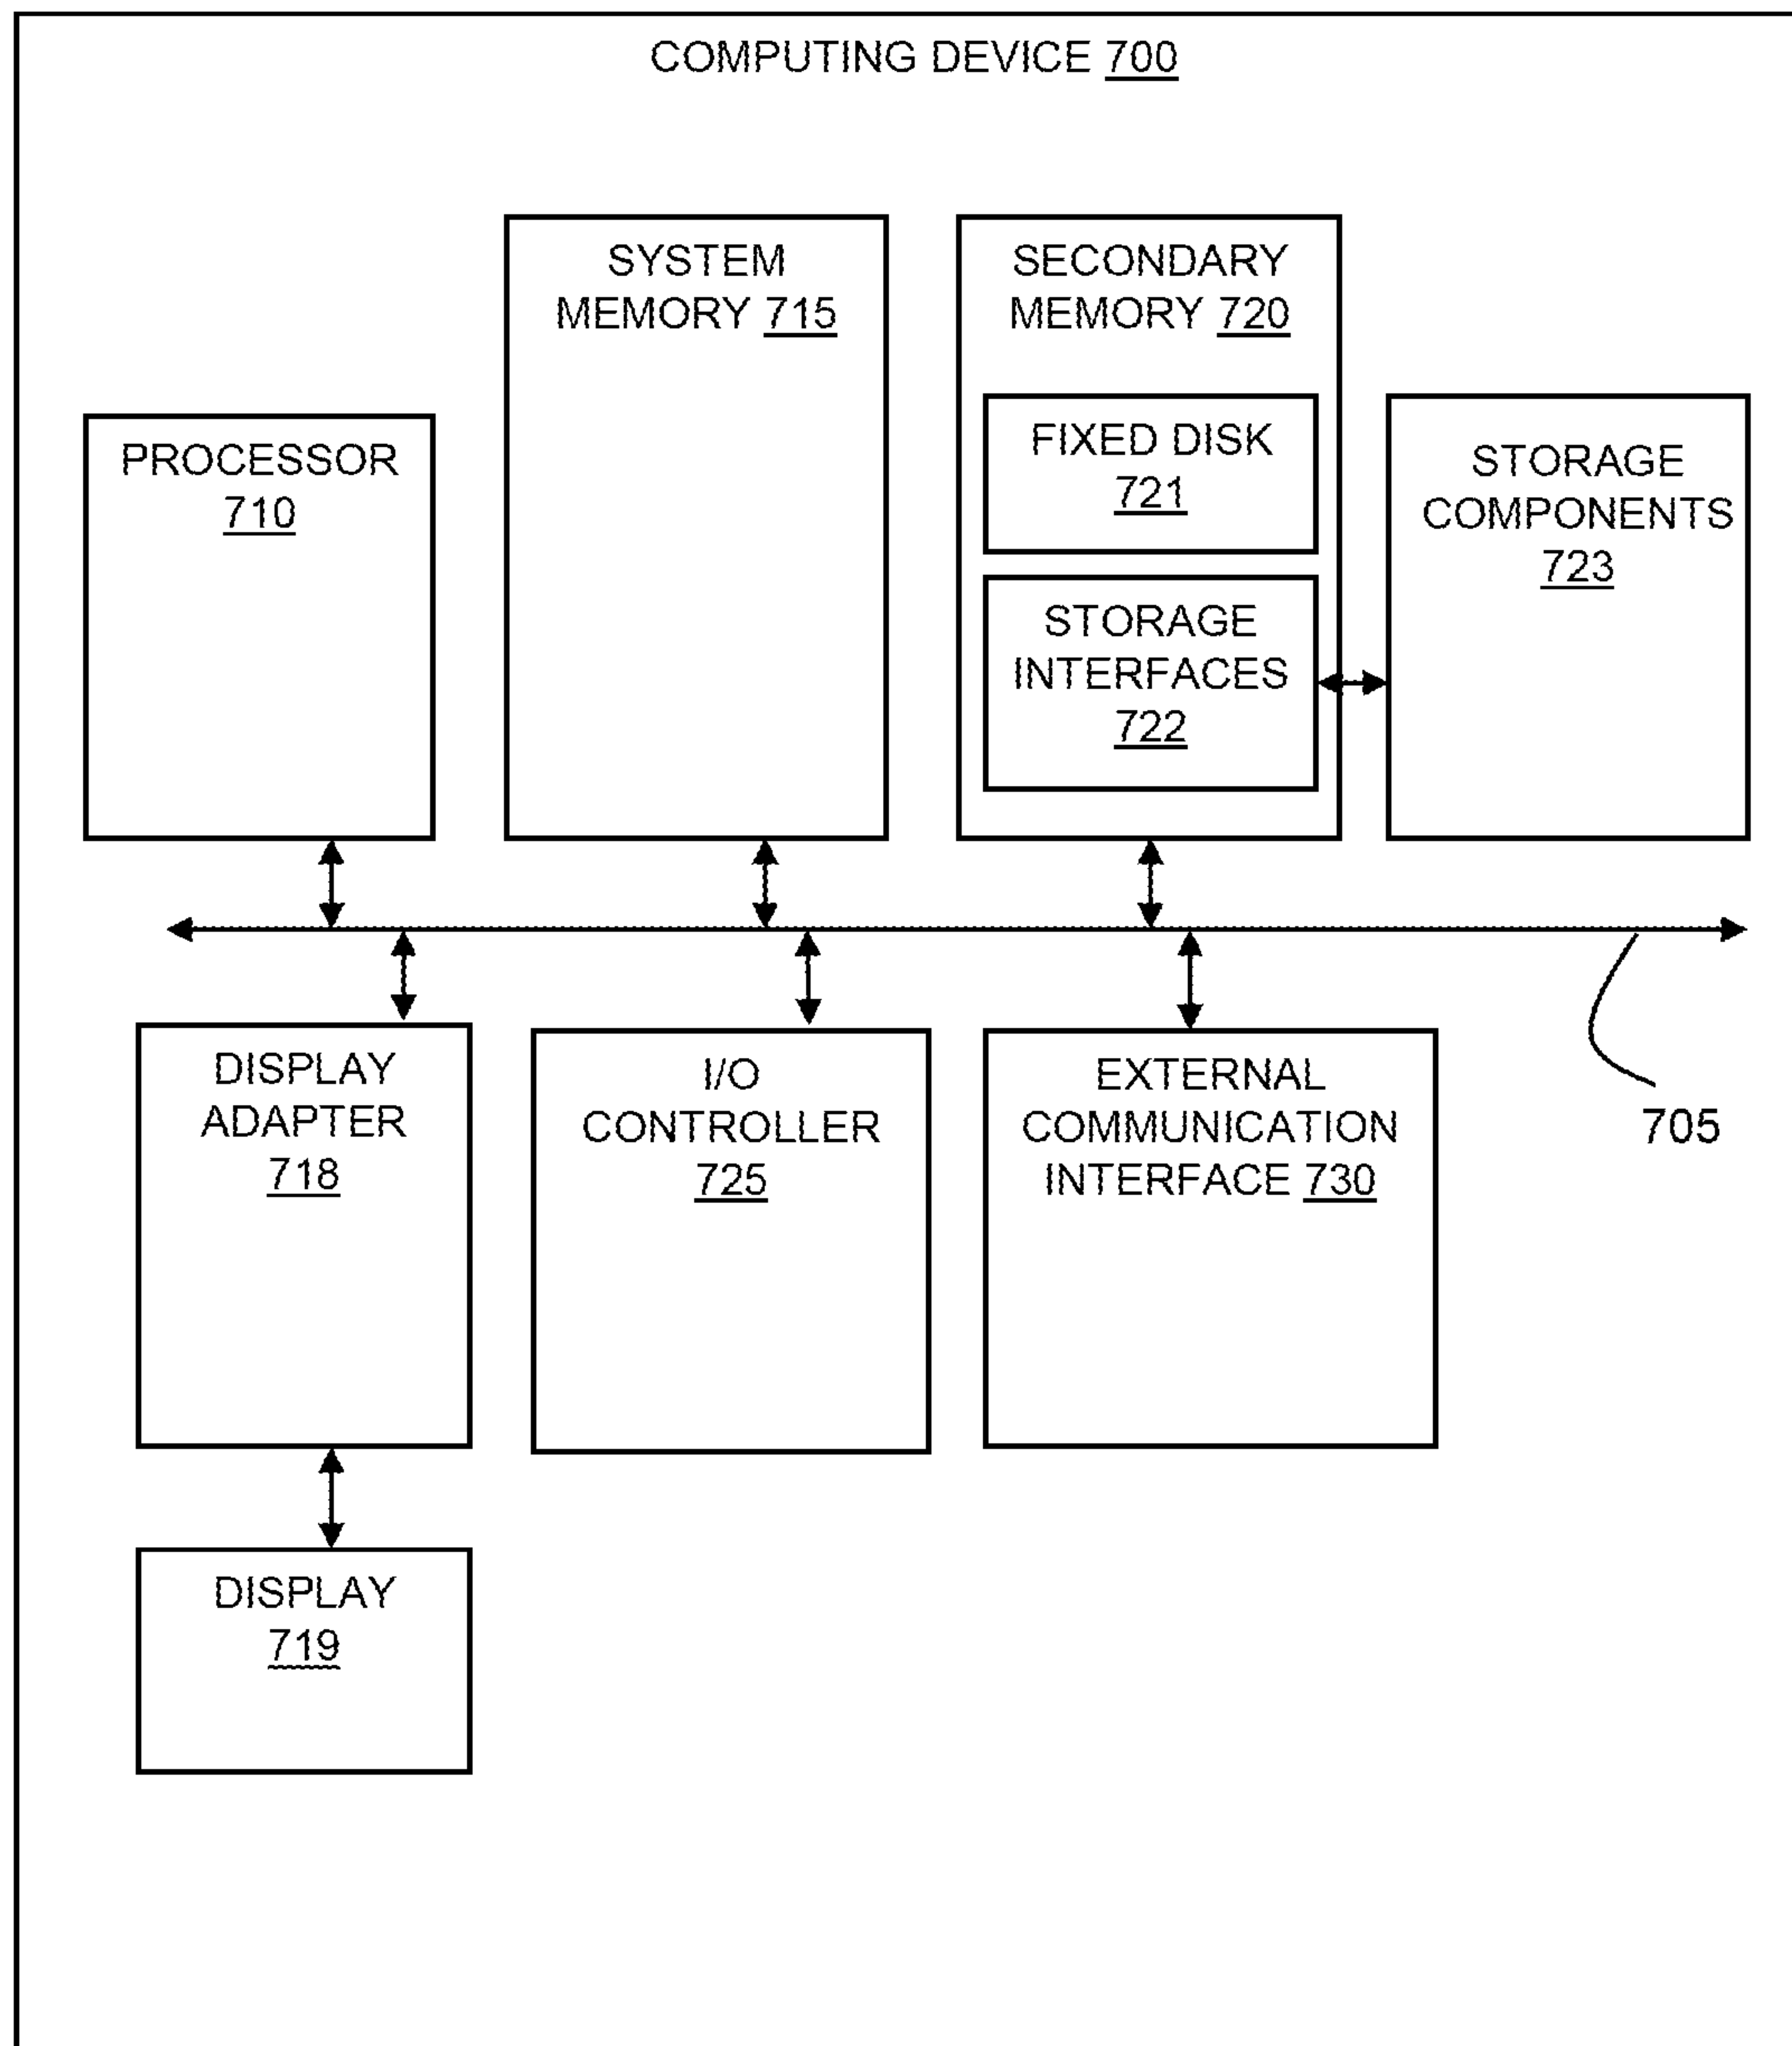 COMPUTING DEVICE 700
SYSTEM
MEMORY 715
SECONDARY
MEMORY 720
PROCESSOR
710
FIXED DISK
721
STORAGE
COMPONENTS
723
STORAGE
INTERFACES
722
DISPLAY
ADAPTER
718
I/O
CONTROLLER
725
EXTERNAL
COMMUNICATION
INTERFACE 730
705
DISPLAY
719